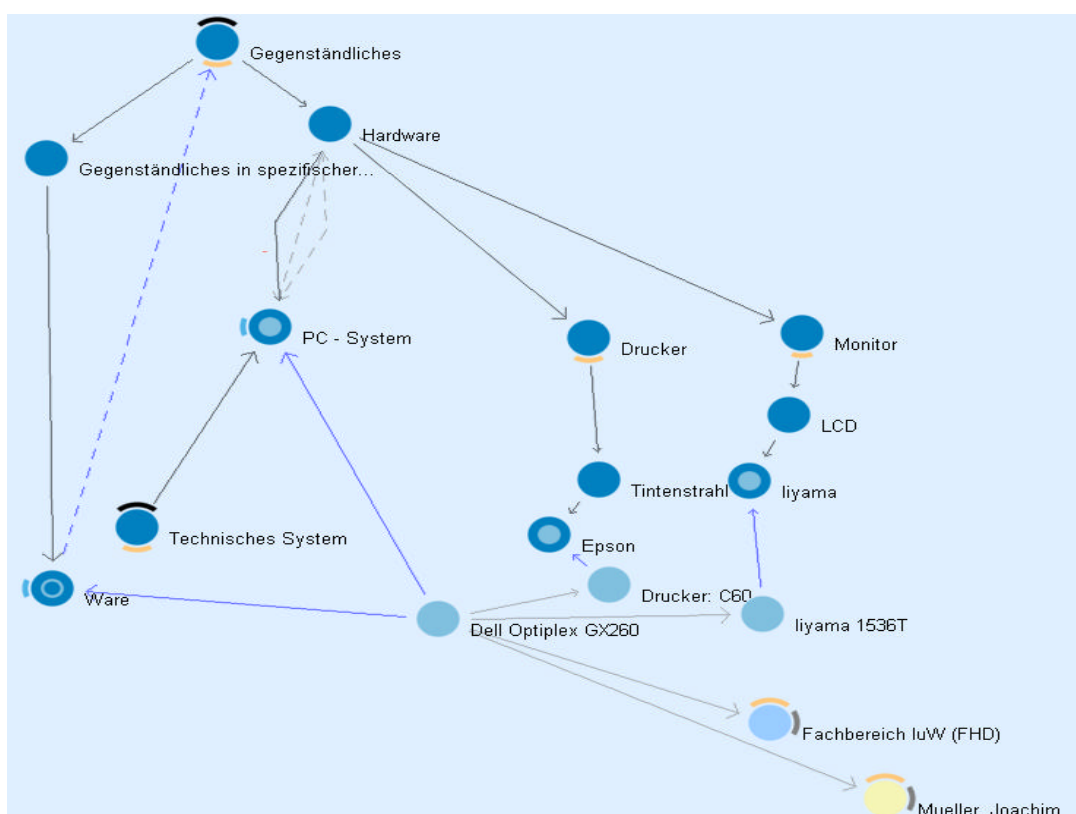 Gegenständliches
Hardware
Gegenständliches in spezifischer...
PC - System
Drucker
Monitor
LCD
Tintenstrahl
Iiyama
Technisches System
Epson
Ware
Drucker: C60
Dell Optiplex GX260
Iiyama 1536T
Fachbereich IuW (FHD)
Mueller, Joachim